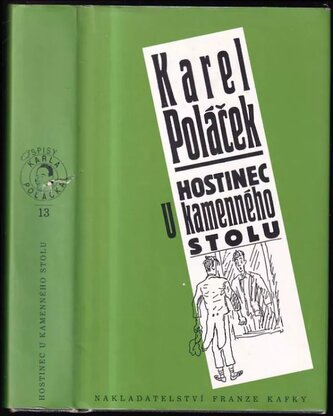 SPISY
KARLA
POLÁČKA
13
HOSTINEC U KAMENNÉHO STOLU
Karel
Poláček
HOSTINEC
U kamenného
STOLU
NAKLADATELSTVÍ FRANZE KAFKY